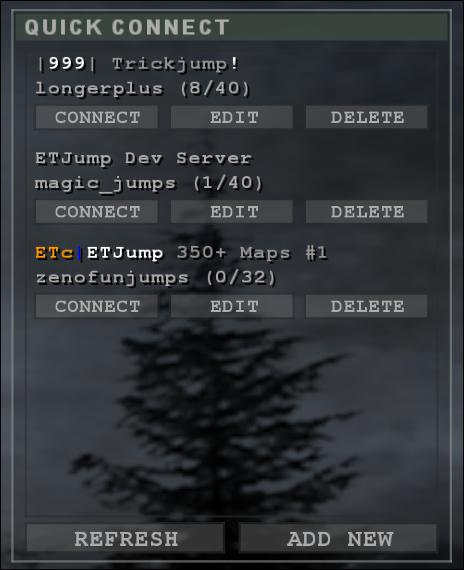 QUICK CONNECT
|999| Trickjump!
longerplus (8/40)
CONNECT EDIT DELETE
ETJump Dev Server
magic_jumps (1/40)
CONNECT EDIT DELETE
ETc|ETJump 350+ Maps #1
zenofunjumps (0/32)
CONNECT EDIT DELETE
REFRESH ADD NEW